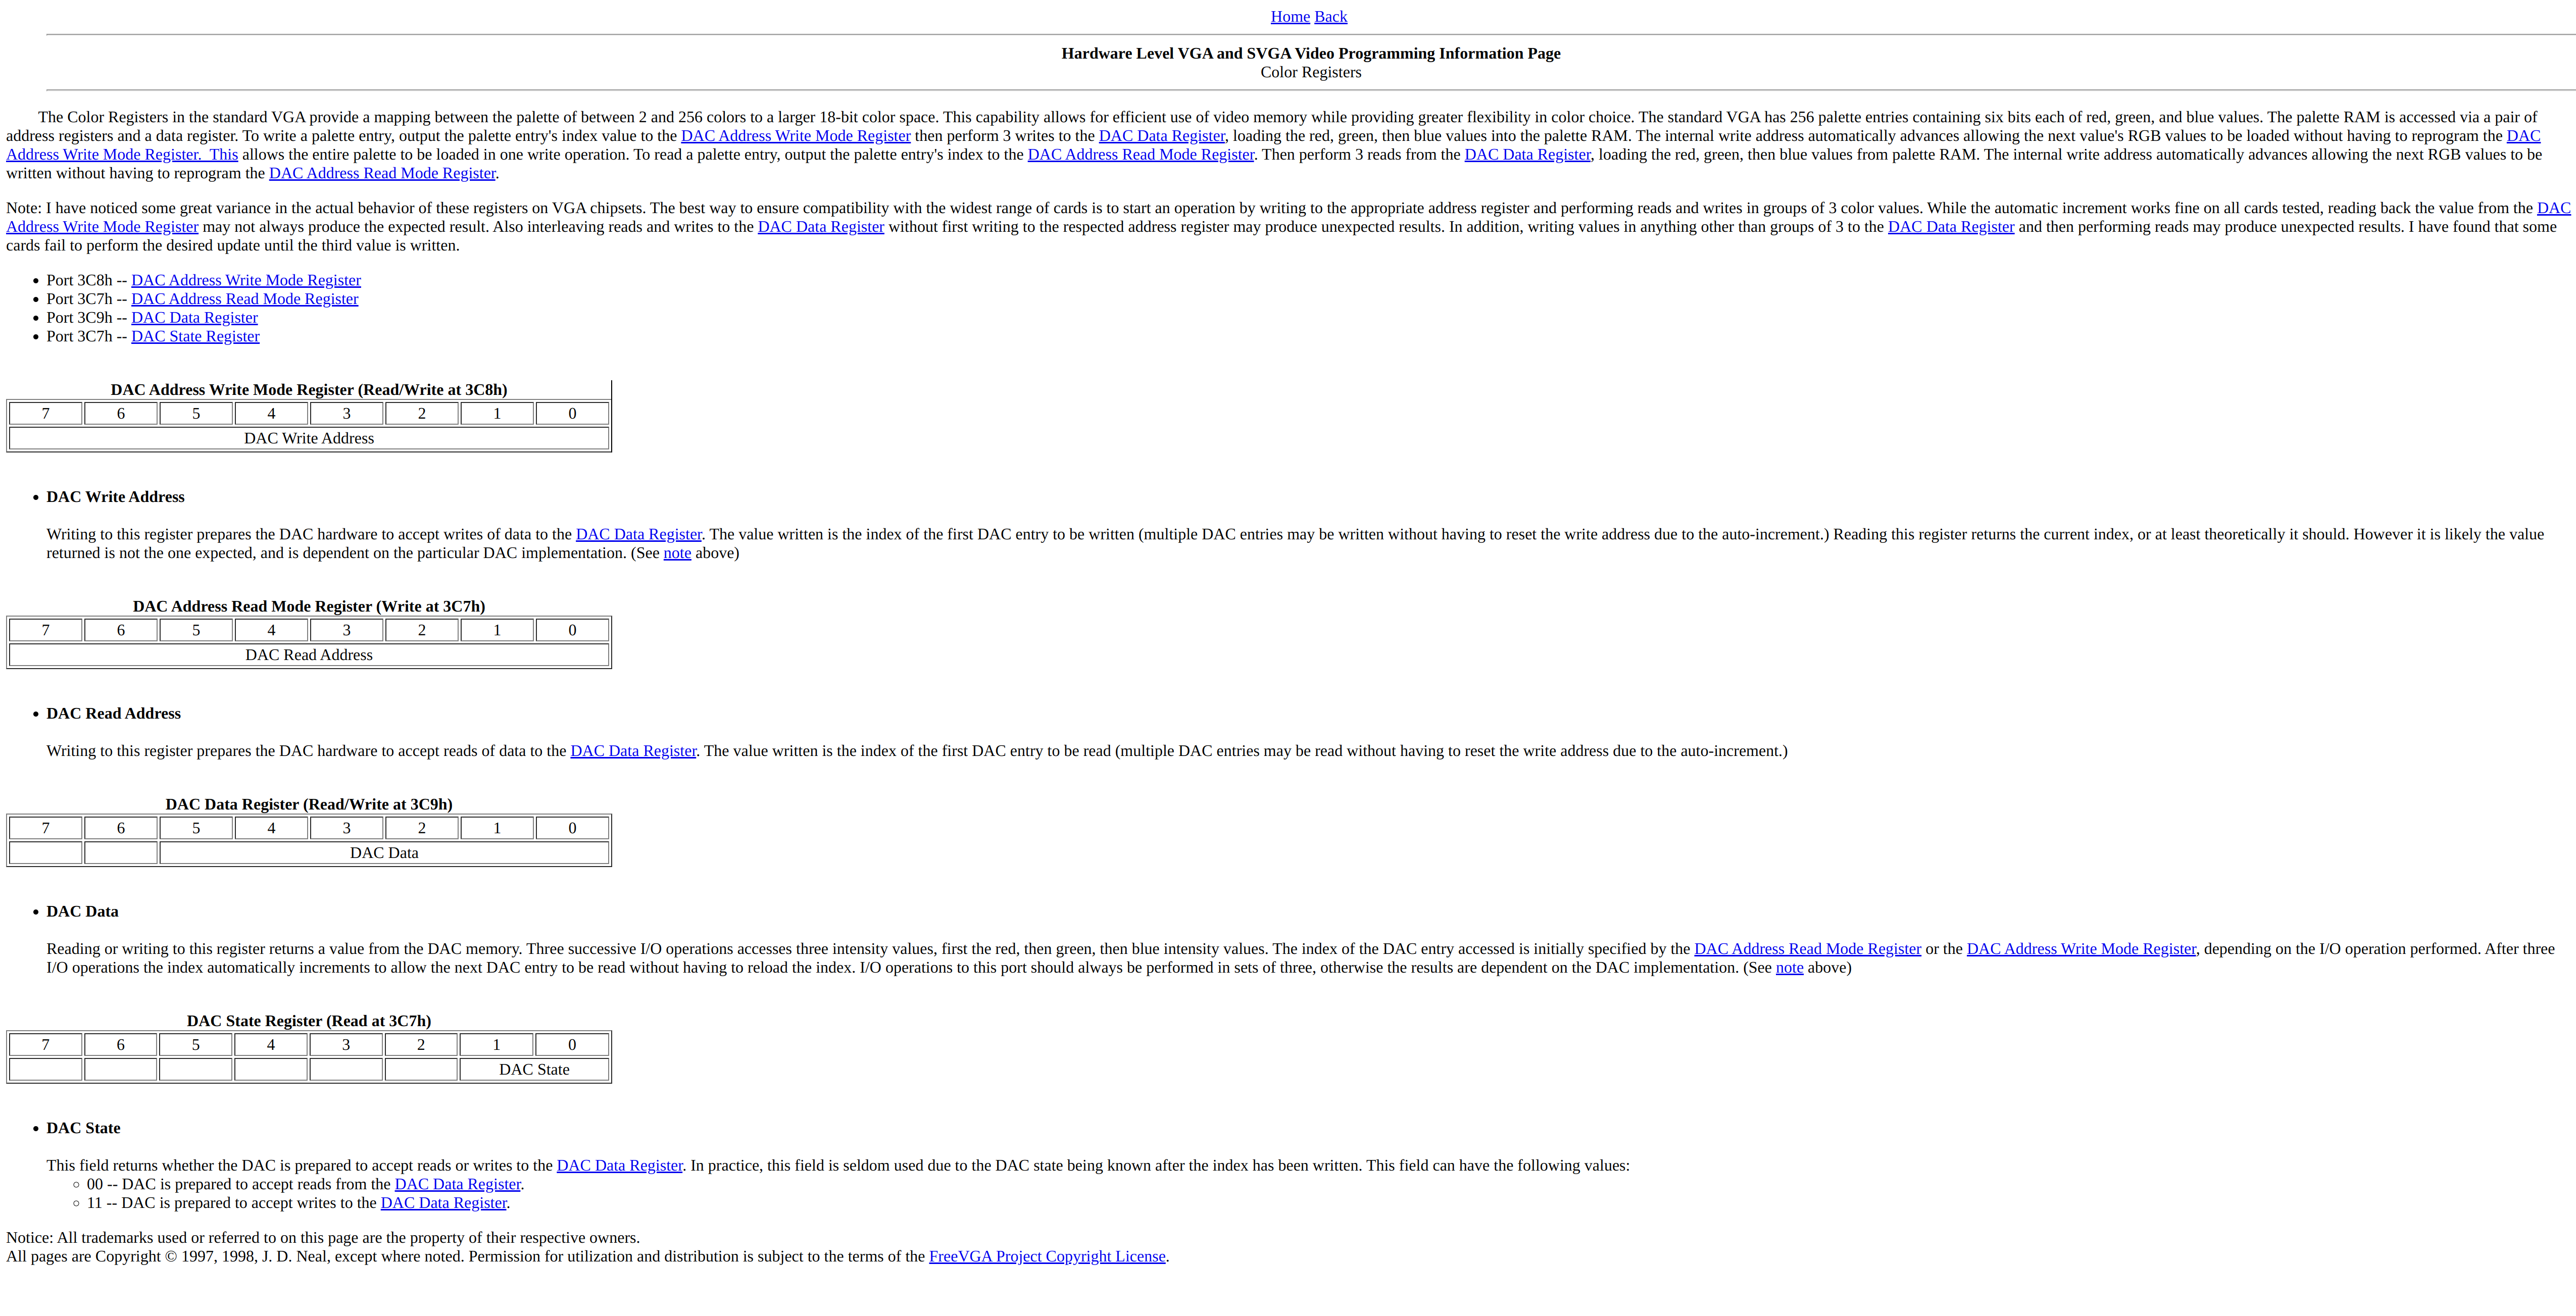 Home Back
Hardware Level VGA and SVGA Video Programming Information Page
Color Registers
The Color Registers in the standard VGA provide a mapping between the palette of between 2 and 256 colors to a larger 18-bit color space. This capability allows for efficient use of video memory while providing greater flexibility in color choice. The standard VGA has 256 palette entries containing six bits each of red, green, and blue values. The palette RAM is accessed via a pair of
address registers and a data register. To write a palette entry, output the palette entry's index value to the DAC Address Write Mode Register then perform 3 writes to the DAC Data Register, loading the red, green, then blue values into the palette RAM. The internal write address automatically advances allowing the next value's RGB values to be loaded without having to reprogram the DAC
Address Write Mode Register.  This allows the entire palette to be loaded in one write operation. To read a palette entry, output the palette entry's index to the DAC Address Read Mode Register. Then perform 3 reads from the DAC Data Register, loading the red, green, then blue values from palette RAM. The internal write address automatically advances allowing the next RGB values to be
written without having to reprogram the DAC Address Read Mode Register.
Note: I have noticed some great variance in the actual behavior of these registers on VGA chipsets. The best way to ensure compatibility with the widest range of cards is to start an operation by writing to the appropriate address register and performing reads and writes in groups of 3 color values. While the automatic increment works fine on all cards tested, reading back the value from the DAC
Address Write Mode Register may not always produce the expected result. Also interleaving reads and writes to the DAC Data Register without first writing to the respected address register may produce unexpected results. In addition, writing values in anything other than groups of 3 to the DAC Data Register and then performing reads may produce unexpected results. I have found that some
cards fail to perform the desired update until the third value is written.
• Port 3C8h -- DAC Address Write Mode Register
• Port 3C7h -- DAC Address Read Mode Register
• Port 3C9h -- DAC Data Register
• Port 3C7h -- DAC State Register
DAC Address Write Mode Register (Read/Write at 3C8h)
7 6 5 4 3 2 1 0
DAC Write Address
• DAC Write Address
Writing to this register prepares the DAC hardware to accept writes of data to the DAC Data Register. The value written is the index of the first DAC entry to be written (multiple DAC entries may be written without having to reset the write address due to the auto-increment.) Reading this register returns the current index, or at least theoretically it should. However it is likely the value
returned is not the one expected, and is dependent on the particular DAC implementation. (See note above)
DAC Address Read Mode Register (Write at 3C7h)
7 6 5 4 3 2 1 0
DAC Read Address
• DAC Read Address
Writing to this register prepares the DAC hardware to accept reads of data to the DAC Data Register. The value written is the index of the first DAC entry to be read (multiple DAC entries may be read without having to reset the write address due to the auto-increment.)
DAC Data Register (Read/Write at 3C9h)
7 6 5 4 3 2 1 0
DAC Data
• DAC Data
Reading or writing to this register returns a value from the DAC memory. Three successive I/O operations accesses three intensity values, first the red, then green, then blue intensity values. The index of the DAC entry accessed is initially specified by the DAC Address Read Mode Register or the DAC Address Write Mode Register, depending on the I/O operation performed. After three
I/O operations the index automatically increments to allow the next DAC entry to be read without having to reload the index. I/O operations to this port should always be performed in sets of three, otherwise the results are dependent on the DAC implementation. (See note above)
DAC State Register (Read at 3C7h)
7 6 5 4 3 2 1 0
DAC State
• DAC State
This field returns whether the DAC is prepared to accept reads or writes to the DAC Data Register. In practice, this field is seldom used due to the DAC state being known after the index has been written. This field can have the following values:
◦ 00 -- DAC is prepared to accept reads from the DAC Data Register.
◦ 11 -- DAC is prepared to accept writes to the DAC Data Register.
Notice: All trademarks used or referred to on this page are the property of their respective owners.
All pages are Copyright © 1997, 1998, J. D. Neal, except where noted. Permission for utilization and distribution is subject to the terms of the FreeVGA Project Copyright License.